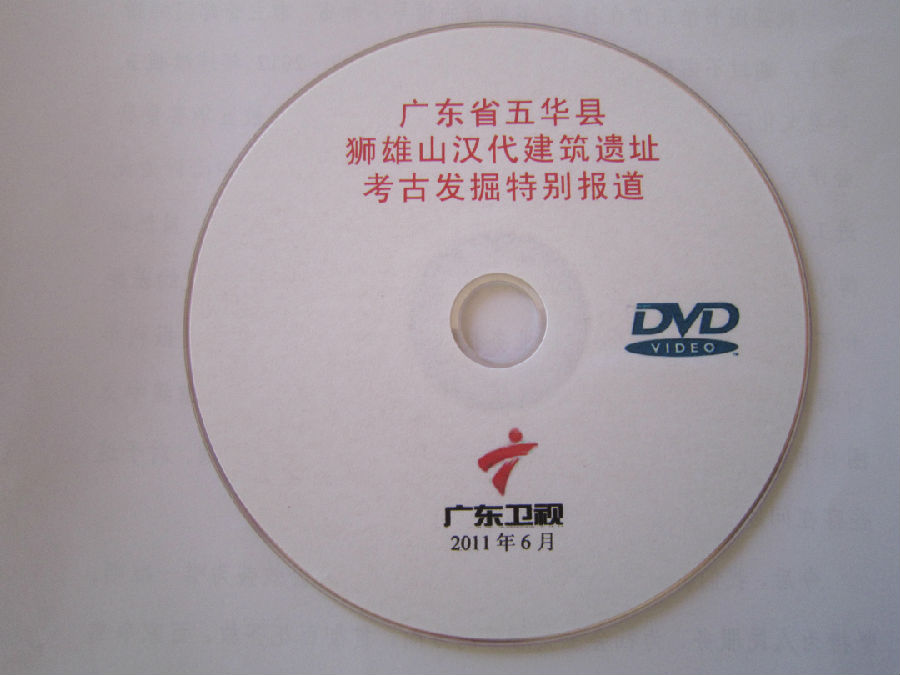 广东省五华县
狮雄山汉代建筑遗址
考古发掘特别报道
DVD
VIDEO
TM
广东卫视
2011年6月